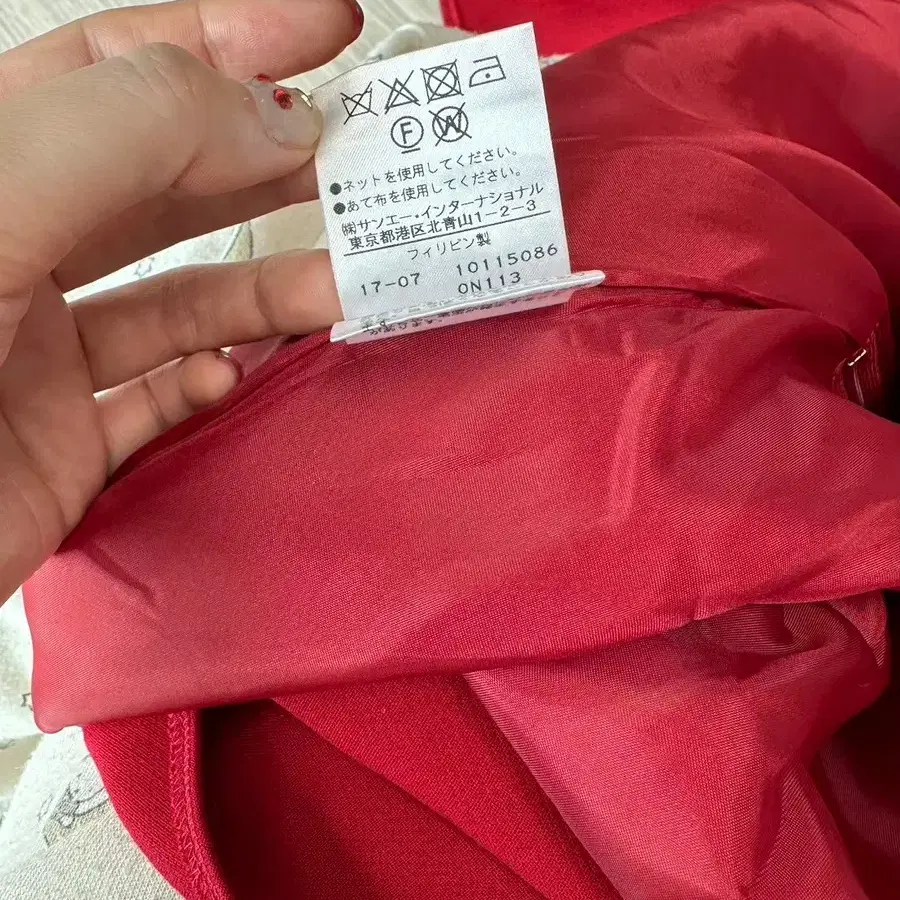 F W
●ネットを使用してください。
●あて布を使用してください。
㈱サンエー・インターナショナル
東京都港区北青山1-2-3
フィリピン製
17-07 10115086
0N113